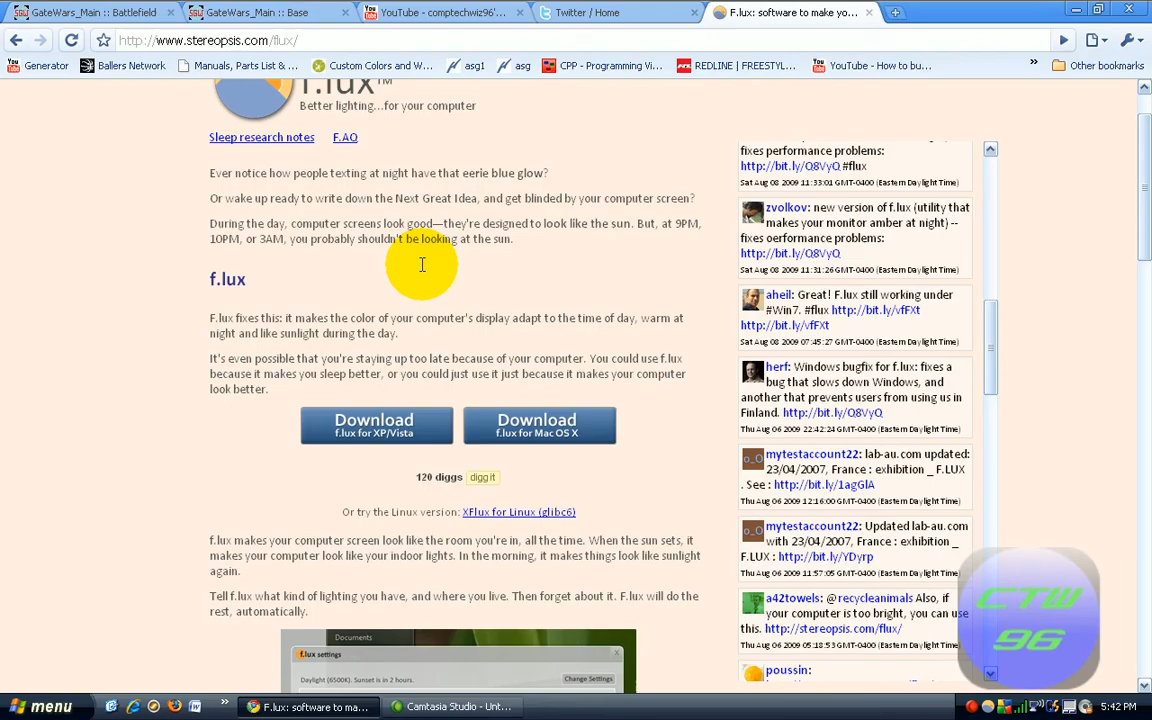 GateWars_Main :: Battlefield
GateWars_Main :: Base
YouTube - comptechwiz96'...
Twitter / Home
F.lux: software to make yo...
http://www.stereopsis.com/flux/
Generator
Ballers Network
Manuals, Parts List & ...
Custom Colors and W...
asg1
asg
CPP - Programming Vi...
REDLINE | FREESTYL...
YouTube - How to bu...
Other bookmarks
f.lux™
Better lighting...for your computer
Sleep research notes
F.A.Q
Ever notice how people texting at night have that eerie blue glow?
Or wake up ready to write down the Next Great Idea, and get blinded by your computer screen?
During the day, computer screens look good—they're designed to look like the sun. But, at 9PM,
10PM, or 3AM, you probably shouldn't be looking at the sun.
f.lux
F.lux fixes this: it makes the color of your computer's display adapt to the time of day, warm at
night and like sunlight during the day.
It's even possible that you're staying up too late because of your computer. You could use f.lux
because it makes you sleep better, or you could just use it just because it makes your computer
look better.
Download
f.lux for XP/Vista
Download
f.lux for Mac OS X
120 diggs
digg it
Or try the Linux version: XFlux for Linux (glibc6)
f.lux makes your computer screen look like the room you're in, all the time. When the sun sets, it
makes your computer look like your indoor lights. In the morning, it makes things look like sunlight
again.
Tell f.lux what kind of lighting you have, and where you live. Then forget about it. F.lux will do the
rest, automatically.
Documents
f.lux settings
Daylight (6500K). Sunset is in 2 hours.
Change Settings
fixes performance problems:
http://bit.ly/Q8VyQ #flux
Sat Aug 08 2009 11:33:01 GMT-0400 (Eastern Daylight Time)
zvolkov: new version of f.lux (utility that
makes your monitor amber at night) --
fixes oerformance problems:
http://bit.ly/Q8VyQ
Sat Aug 08 2009 11:31:26 GMT-0400 (Eastern Daylight Time)
aheil: Great! F.lux still working under
#Win7. #flux http://bit.ly/vfFXt
http://bit.ly/vfFXt
Sat Aug 08 2009 07:45:27 GMT-0400 (Eastern Daylight Time)
herf: Windows bugfix for f.lux: fixes a
bug that slows down Windows, and
another that prevents users from using us in
Finland. http://bit.ly/Q8VyQ
Thu Aug 06 2009 22:42:24 GMT-0400 (Eastern Daylight Time)
mytestaccount22: lab-au.com updated:
23/04/2007, France : exhibition _ F.LUX
. See : http://bit.ly/1agGlA
Thu Aug 06 2009 12:16:00 GMT-0400 (Eastern Daylight Time)
mytestaccount22: Updated lab-au.com
with 23/04/2007, France : exhibition _
F.LUX : http://bit.ly/YDyrp
Thu Aug 06 2009 11:57:05 GMT-0400 (Eastern Daylight Time)
a42towels: @recycleanimals Also, if
your computer is too bright, you can use
this. http://stereopsis.com/flux/
Thu Aug 06 2009 05:18:53 GMT-0400 (Eastern Daylight Time)
poussin:
CTW
96
menu
F.lux: software to ma...
Camtasia Studio - Unt...
5:42 PM